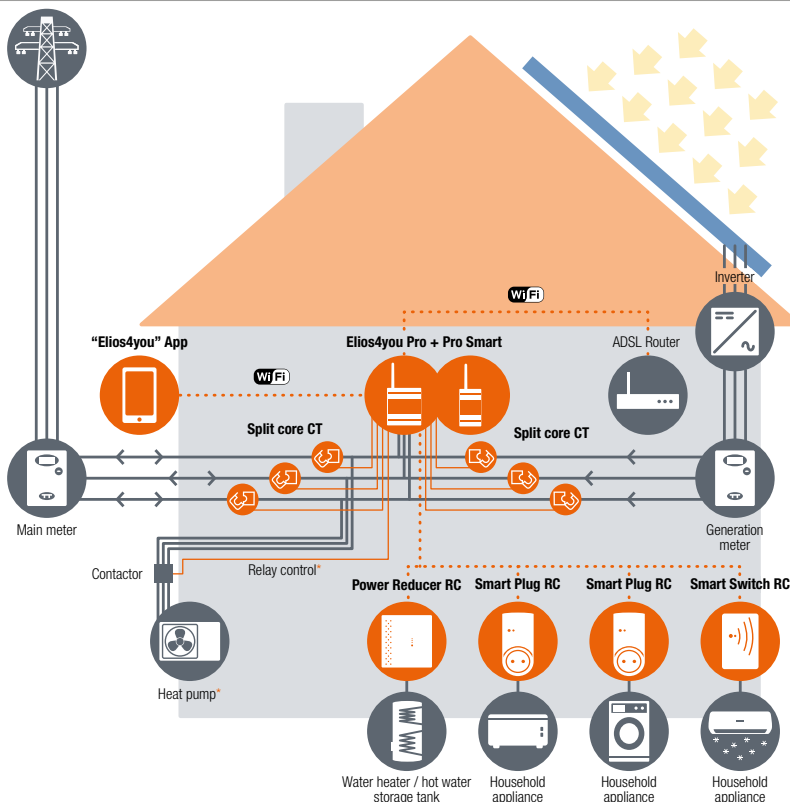 Inverter
WiFi
"Elios4you" App
Elios4you Pro + Pro Smart
ADSL Router
WiFi
Split core CT
Split core CT
Main meter
Generation
meter
Contactor
Relay control*
Power Reducer RC
Smart Plug RC
Smart Plug RC
Smart Switch RC
Heat pump*
Water heater / hot water
storage tank
Household
appliance
Household
appliance
Household
appliance